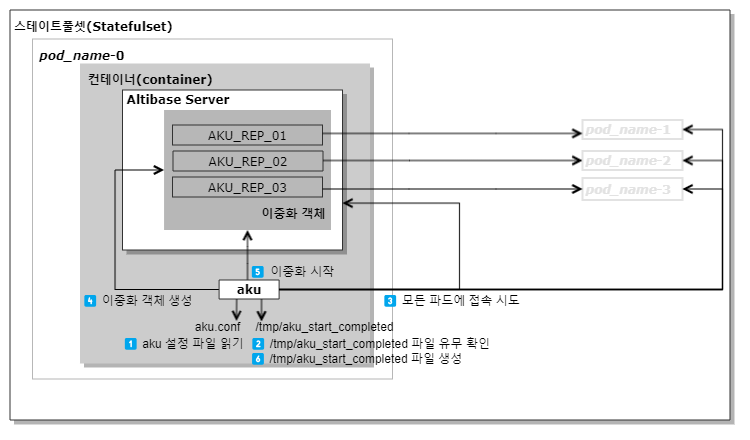 스테이트풀셋(Statefulset)
pod_name-0
컨테이너(container)
Altibase Server
AKU_REP_01
AKU_REP_02
AKU_REP_03
이중화 객체
pod_name-1
pod_name-2
pod_name-3
5 이중화 시작
aku
4 이중화 객체 생성
3 모든 파드에 접속 시도
aku.conf
/tmp/aku_start_completed
1 aku 설정 파일 읽기
2 /tmp/aku_start_completed 파일 유무 확인
6 /tmp/aku_start_completed 파일 생성